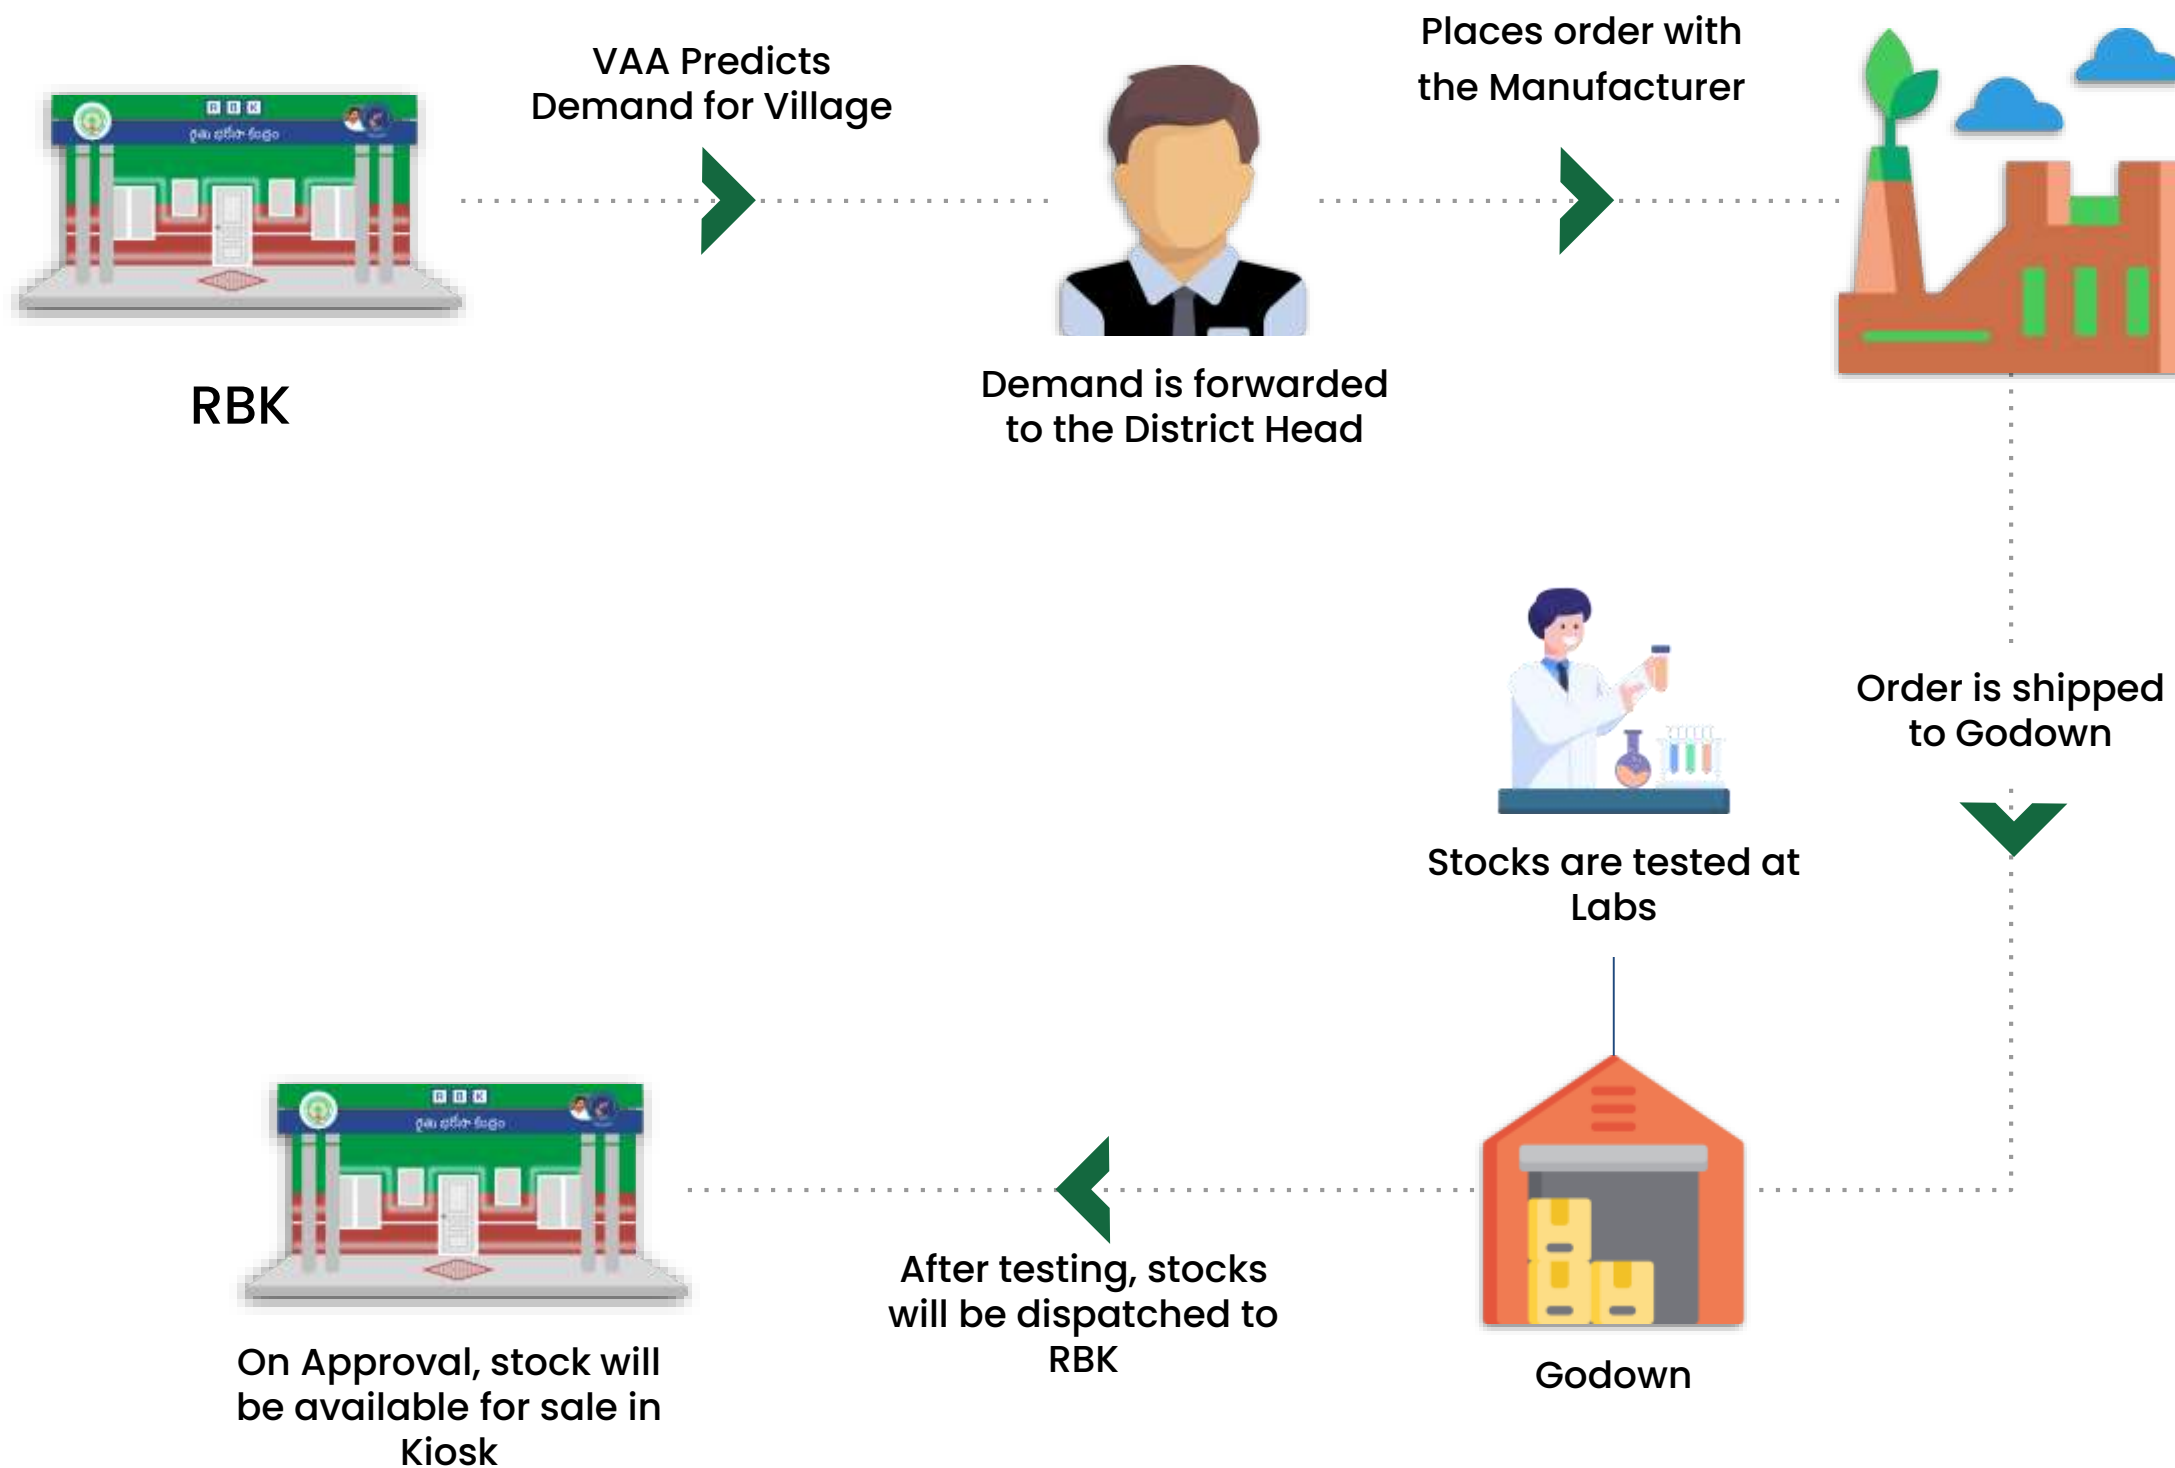 VAA Predicts
Demand for Village
Places order with
the Manufacturer
R B K
రైతు భరోసా కేంద్రం
RBK
Demand is forwarded
to the District Head
Order is shipped
to Godown
Stocks are tested at
Labs
R B K
రైతు భరోసా కేంద్రం
After testing, stocks
will be dispatched to
RBK
Godown
On Approval, stock will
be available for sale in
Kiosk